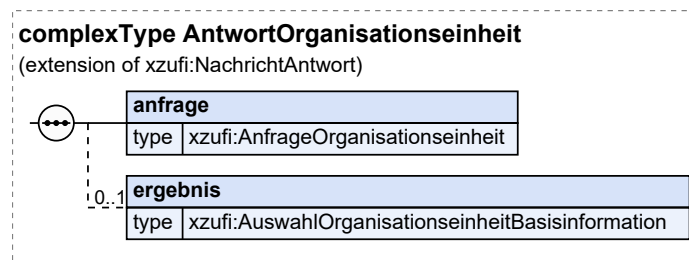 complexType AntwortOrganisationseinheit
(extension of xzufi:NachrichtAntwort)
anfrage
type xzufi:AnfrageOrganisationseinheit
0..1 ergebnis
type xzufi:AuswahlOrganisationseinheitBasisinformation